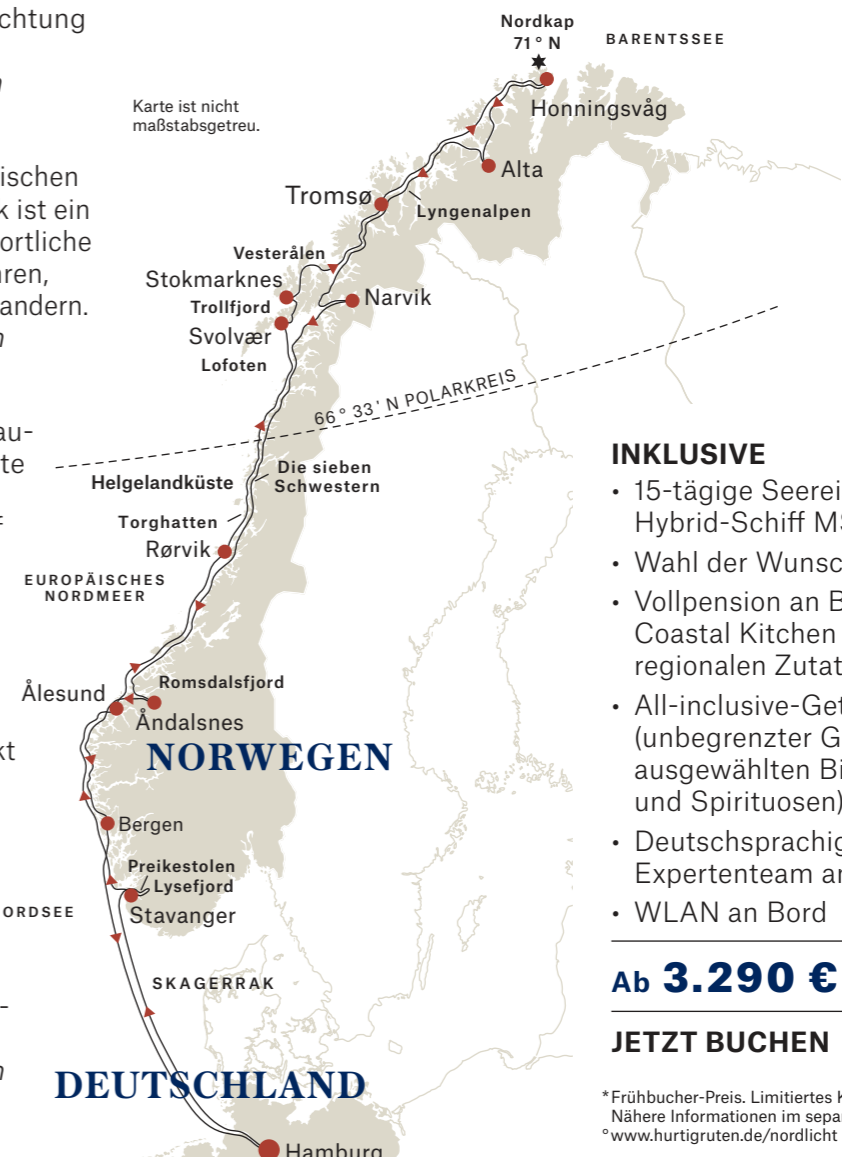 chtung
ischen
k ist ein
ortliche
ren,
andern.
au-
te
kt
Nordkap
71° N
BARENTSSEE
Karte ist nicht
maßstabsgetreu.
Honningsvåg
Alta
Tromsø
Lyngenalpen
Vesterålen
Stokmarknes
Narvik
Trollfjord
Svolvær
Lofoten
66° 33' N POLARKREIS
Die sieben
Schwestern
Helgelandküste
Torghatten
Rørvik
EUROPÄISCHES
NORDMEER
Romsdalsfjord
Ålesund
Åndalsnes
NORWEGEN
Bergen
Preikestolen
Lysefjord
ORDSEE
Stavanger
SKAGERRAK
DEUTSCHLAND
Hamburg
INKLUSIVE
• 15-tägige Seerei
Hybrid-Schiff MS
• Wahl der Wunsc
• Vollpension an B
Coastal Kitchen
regionalen Zutat
• All-inclusive-Get
(unbegrenzter G
ausgewählten Bi
und Spirituosen)
• Deutschsprachig
Expertenteam an
• WLAN an Bord
Ab 3.290 €
JETZT BUCHEN
*Frühbucher-Preis. Limitiertes K
Nähere Informationen im sepa
°www.hurtigruten.de/nordlicht